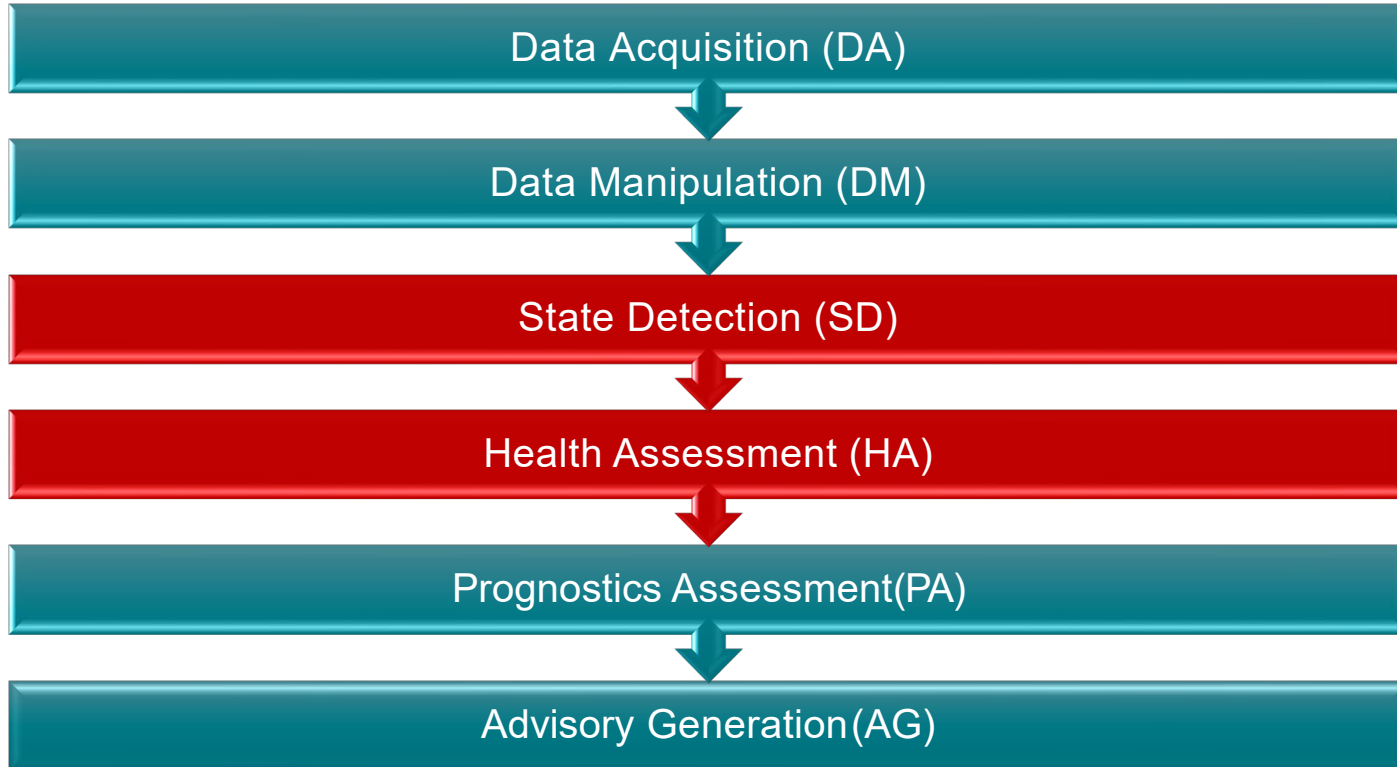 Data Acquisition (DA)
Data Manipulation (DM)
State Detection (SD)
Health Assessment (HA)
Prognostics Assessment(PA)
Advisory Generation(AG)